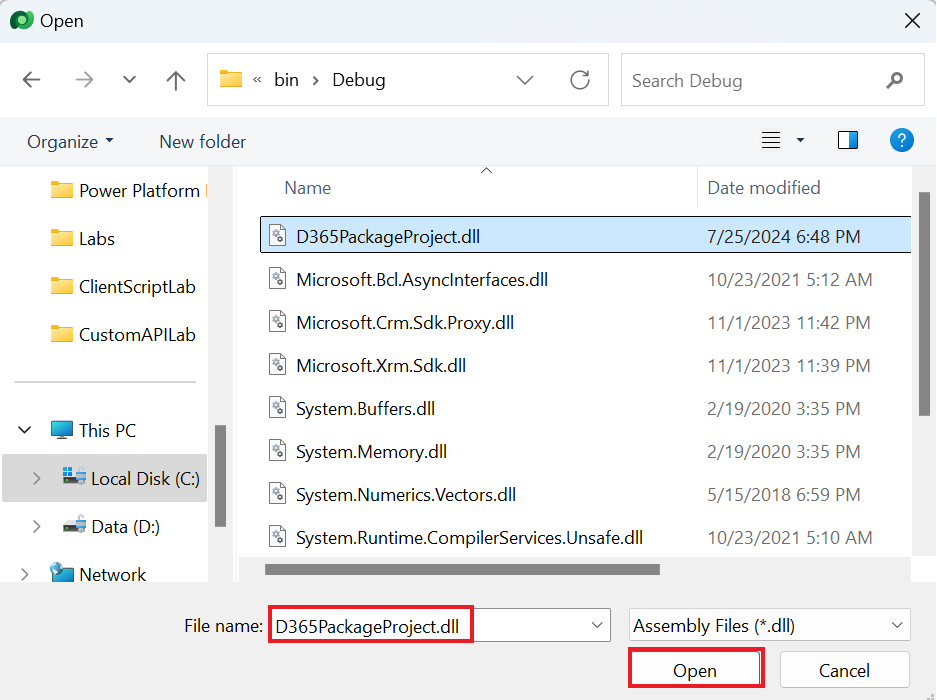 Open
« bin › Debug
Search Debug
Organize
New folder
?
Power Platform
Labs
ClientScriptLab
CustomAPILab
This PC
Local Disk (C:)
Data (D:)
Network
Name Date modified
D365PackageProject.dll 7/25/2024 6:48 PM
Microsoft.Bcl.AsyncInterfaces.dll 10/23/2021 5:12 AM
Microsoft.Crm.Sdk.Proxy.dll 11/1/2023 11:42 PM
Microsoft.Xrm.Sdk.dll 11/1/2023 11:39 PM
System.Buffers.dll 2/19/2020 3:35 PM
System.Memory.dll 2/19/2020 3:35 PM
System.Numerics.Vectors.dll 5/15/2018 6:59 PM
System.Runtime.CompilerServices.Unsafe.dll 10/23/2021 5:10 AM
File name: D365PackageProject.dll
Assembly Files (*.dll)
Open
Cancel